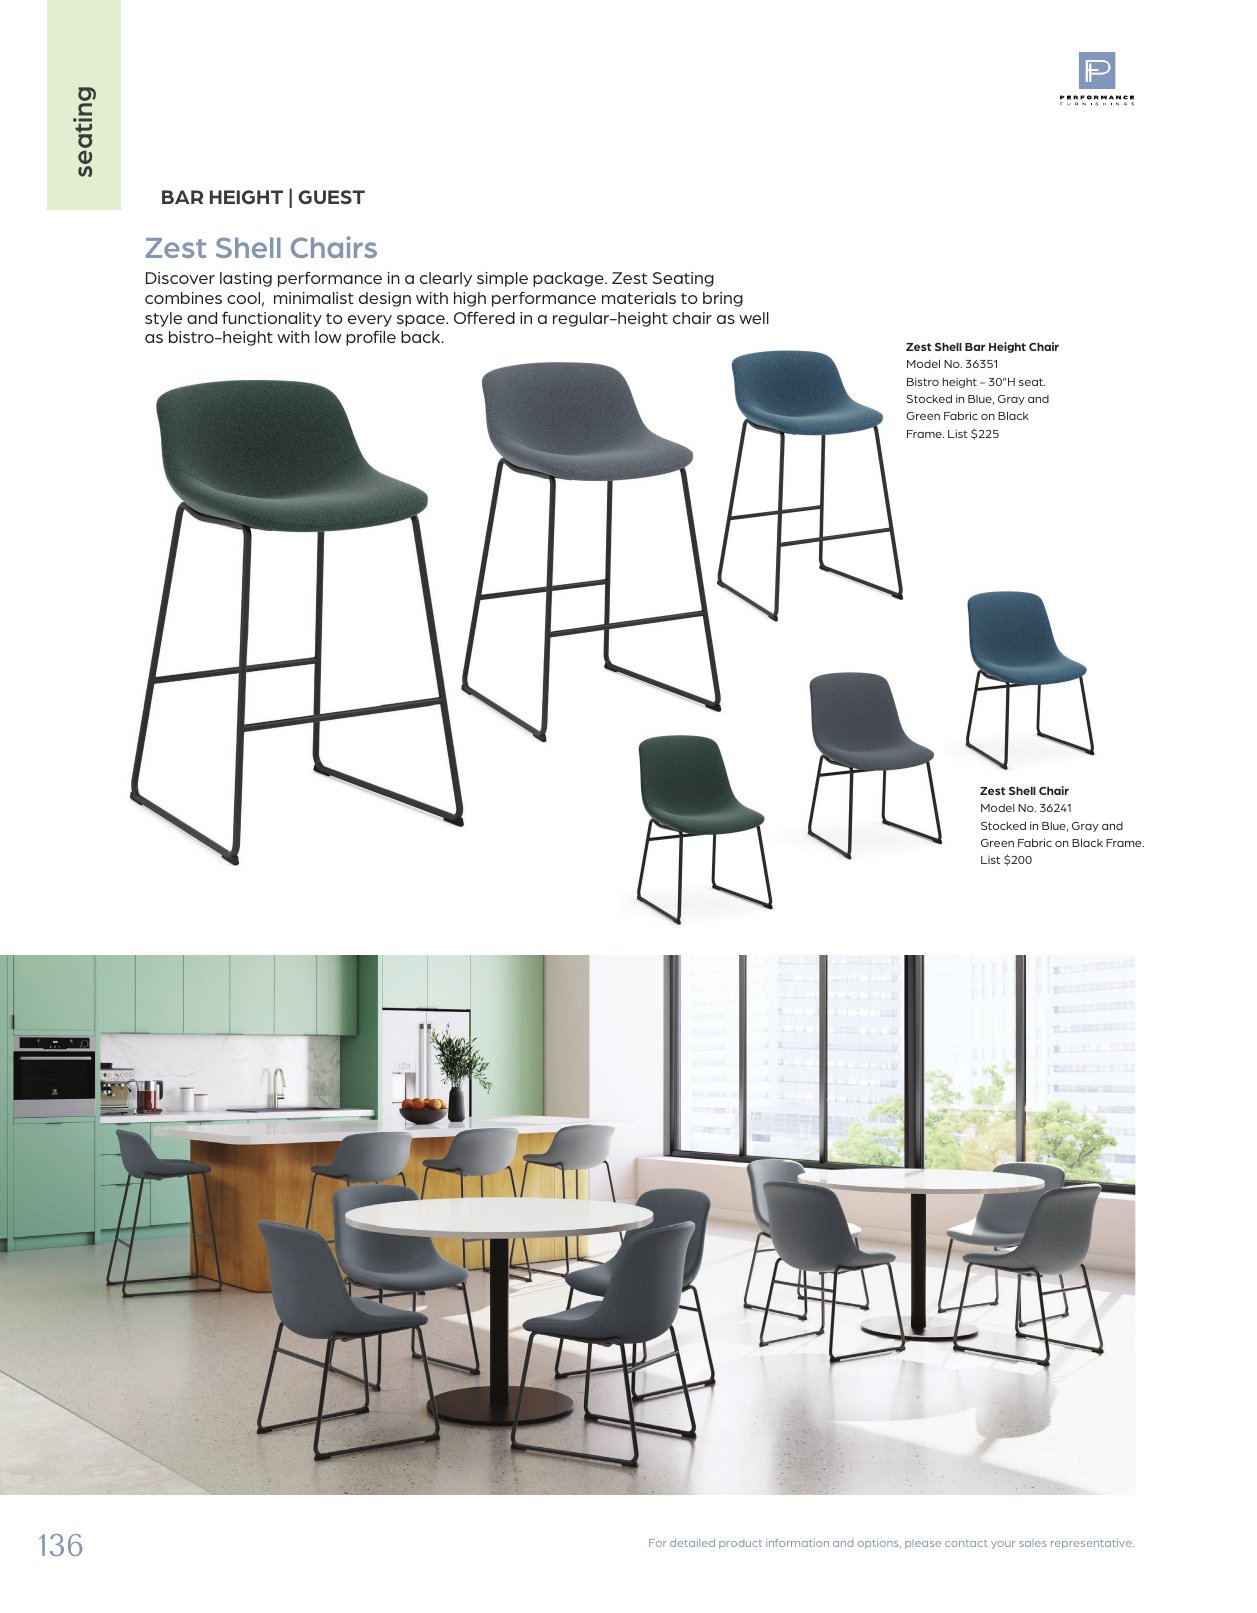 seating
PERFORMANCE
FURNISHINGS
BAR HEIGHT | GUEST
Zest Shell Chairs
Discover lasting performance in a clearly simple package. Zest Seating
combines cool,  minimalist design with high performance materials to bring
style and functionality to every space. Offered in a regular-height chair as well
as bistro-height with low profile back.
Zest Shell Bar Height Chair
Model No. 36351
Bistro height - 30"H seat.
Stocked in Blue, Gray and
Green Fabric on Black
Frame. List $225
Zest Shell Chair
Model No. 36241
Stocked in Blue, Gray and
Green Fabric on Black Frame.
List $200
136
For detailed product information and options, please contact your sales representative.